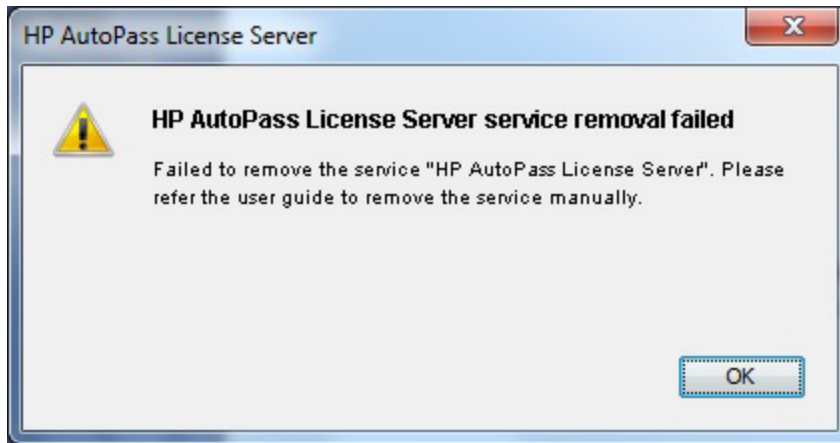 HP AutoPass License Server
HP AutoPass License Server service removal failed
Failed to remove the service "HP AutoPass License Server". Please
refer the user guide to remove the service manually.
OK